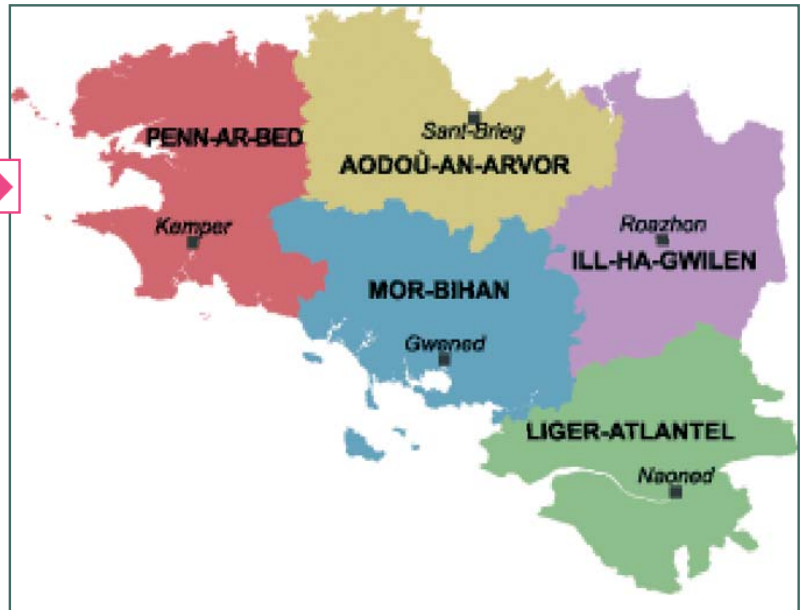 Sant-Brieg
PENN-AR-BED
AODOÙ-AN-ARVOR
Kemper
Roazhon
ILL-HA-GWILEN
MOR-BIHAN
Gwened
LIGER-ATLANTEL
Naoned